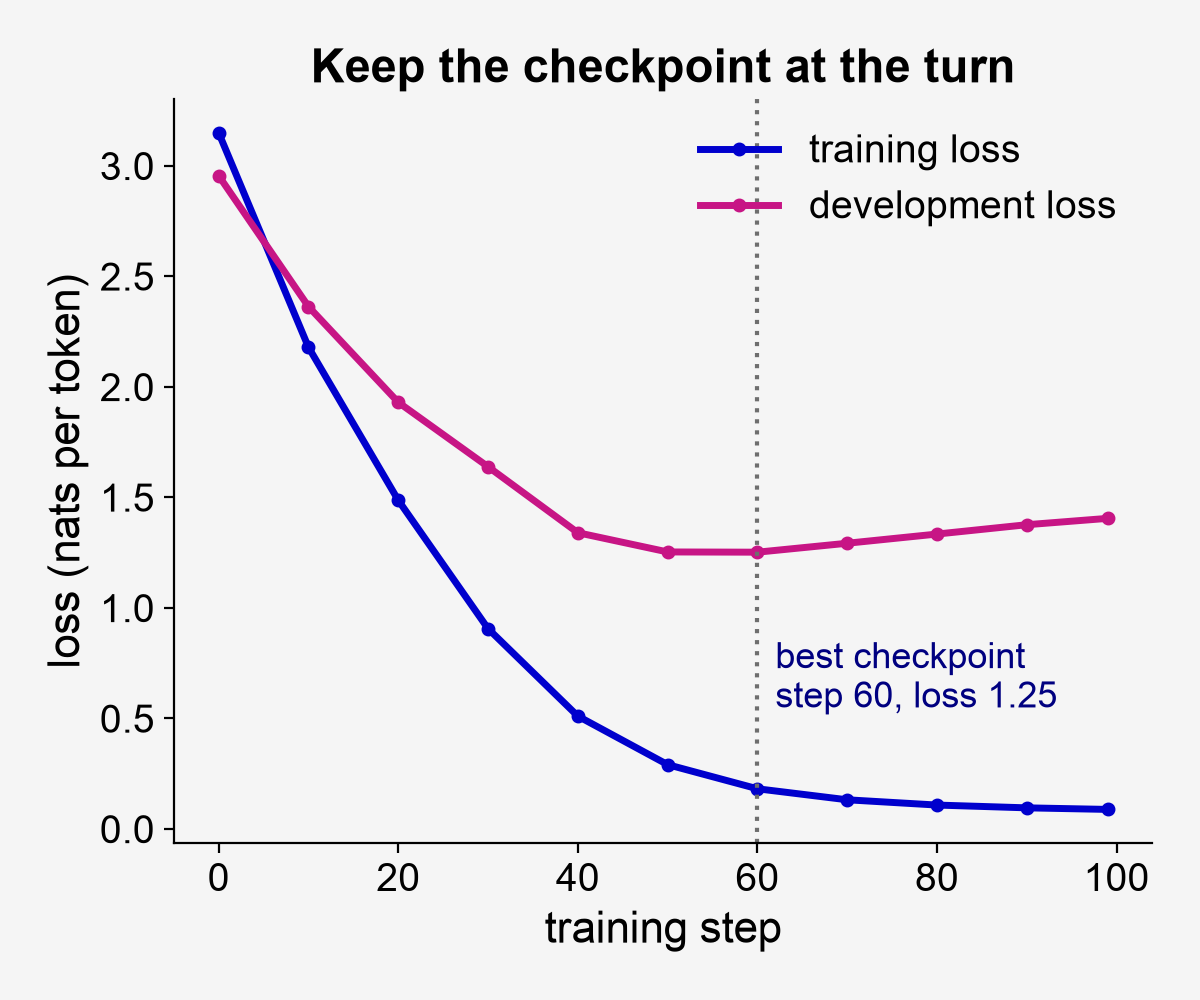 Keep the checkpoint at the turn
training loss
development loss
loss (nats per token)
3.0
2.5
2.0
1.5
1.0
0.5
0.0
best checkpoint
step 60, loss 1.25
0 20 40 60 80 100
training step